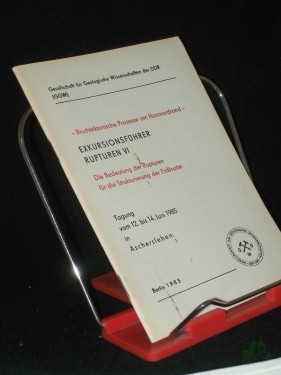 Gesellschaft für Geologische Wissenschaften der DDR
(GGW)
- Bruchtektonische Prozesse am Harznordrand -
EXKURSIONSFÜHRER
RUPTUREN VI
Die Bedeutung der Rupturen
für die Strukturierung der Erdkruste
Tagung
vom 12. bis 14. Juni 1985
in
Aschersleben
Berlin 1985